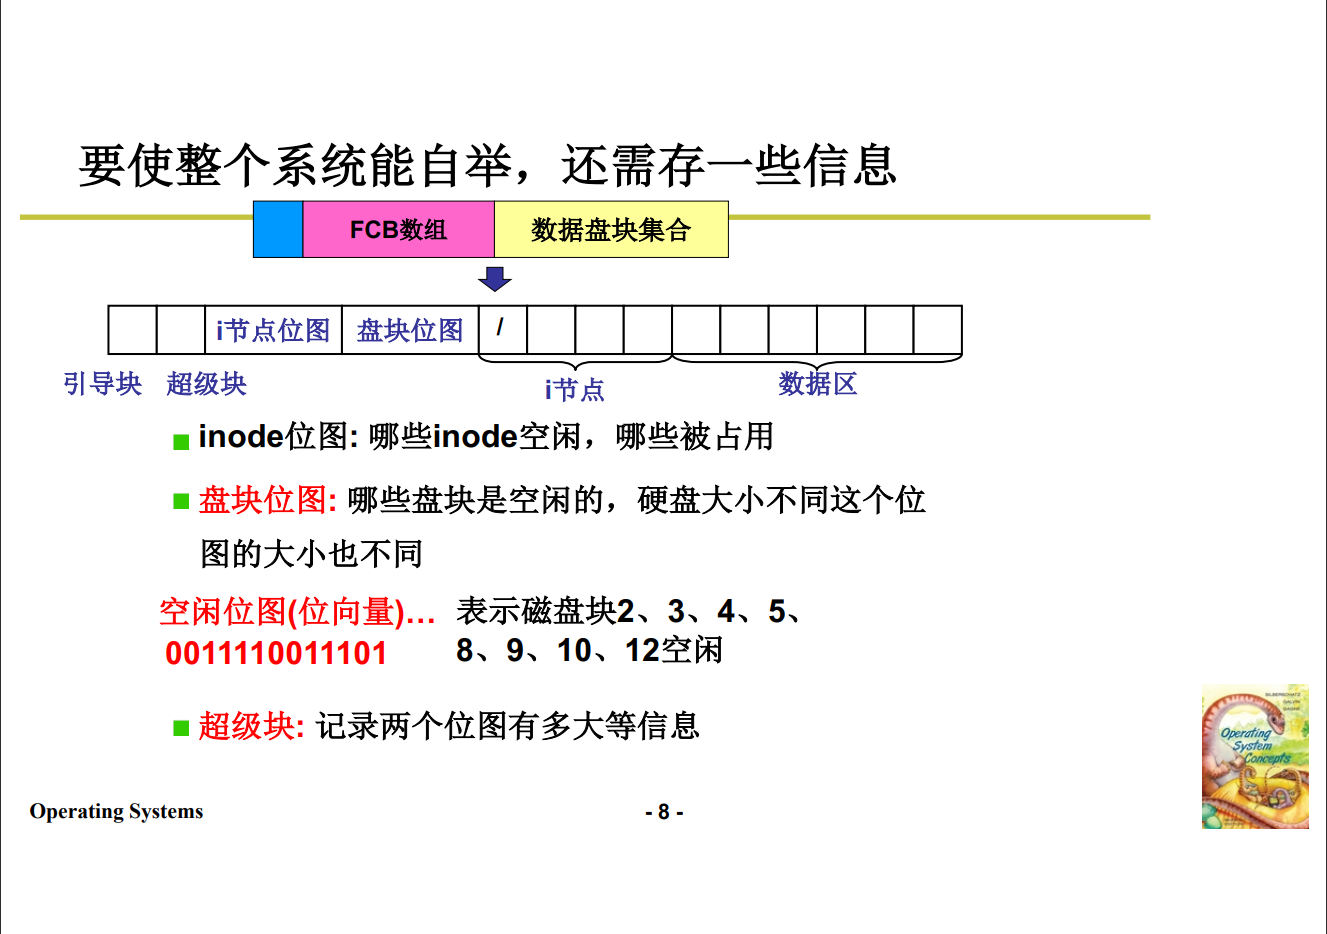 要使整个系统能自举，还需存一些信息
FCB数组 数据盘块集合
i节点位图 盘块位图 /
引导块 超级块 i节点 数据区
inode位图: 哪些inode空闲，哪些被占用
盘块位图: 哪些盘块是空闲的，硬盘大小不同这个位
图的大小也不同
空闲位图(位向量)... 表示磁盘块2、3、4、5、
0011110011101 8、9、10、12空闲
超级块: 记录两个位图有多大等信息
SILBERSCHATZ
GALVIN
GAGNE
Operating
System
Concepts
Operating Systems - 8 -